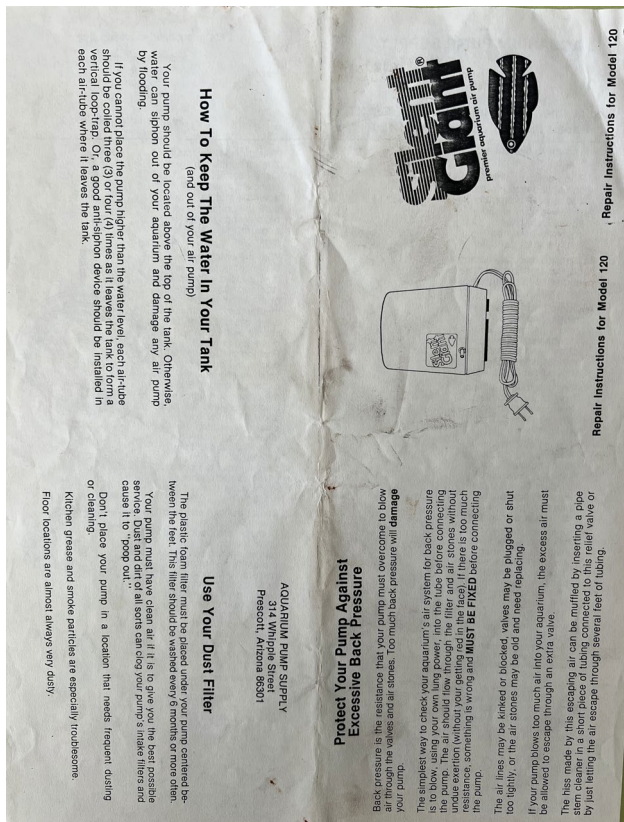 Repair Instructions for Model 120
Repair Instructions for Model 120
Silent
Giant®
premier aquarium air pump
Silent
Giant
How To Keep The Water In Your Tank
(and out of your air pump)
Your pump should be located above the top of the tank. Otherwise,
water can siphon out of your aquarium and damage any air pump
by flooding.
If you cannot place the pump higher than the water level, each air-tube
should be coiled three (3) or four (4) times as it leaves the tank to form a
vertical loop-trap. Or, a good anti-siphon device should be installed in
each air-tube where it leaves the tank.
The hiss made by this escaping air can be muffled by inserting a pipe
stem cleaner in a short piece of tubing connected to this relief valve or
by just letting the air escape through several feet of tubing.
If your pump blows too much air into your aquarium, the excess air must
be allowed to escape through an extra valve.
The air lines may be kinked or blocked, valves may be plugged or shut
too tightly, or the air stones may be old and need replacing.
The simplest way to check your aquarium's air system for back pressure
is to blow, using your own lung power, into the tube before connecting
the pump. The air should flow through the filter and air stones without
undue exertion (without your getting red in the face). If there is too much
resistance, something is wrong and MUST BE FIXED before connecting
the pump.
Back pressure is the resistance that your pump must overcome to blow
air through the valves and air stones. Too much back pressure will damage
your pump.
Protect Your Pump Against
Excessive Back Pressure
AQUARIUM PUMP SUPPLY
314 Whipple Street
Prescott, Arizona 86301
Use Your Dust Filter
The plastic foam filter must be placed under your pump centered be-
tween the feet. This filter should be washed every 6 months or more often.
Your pump must have clean air if it is to give you the best possible
service. Dust and dirt of all sorts can clog your pump's intake filters and
cause it to "poop out."
Don't place your pump in a location that needs frequent dusting
or cleaning.
Kitchen grease and smoke particles are especially troublesome.
Floor locations are almost always very dusty.